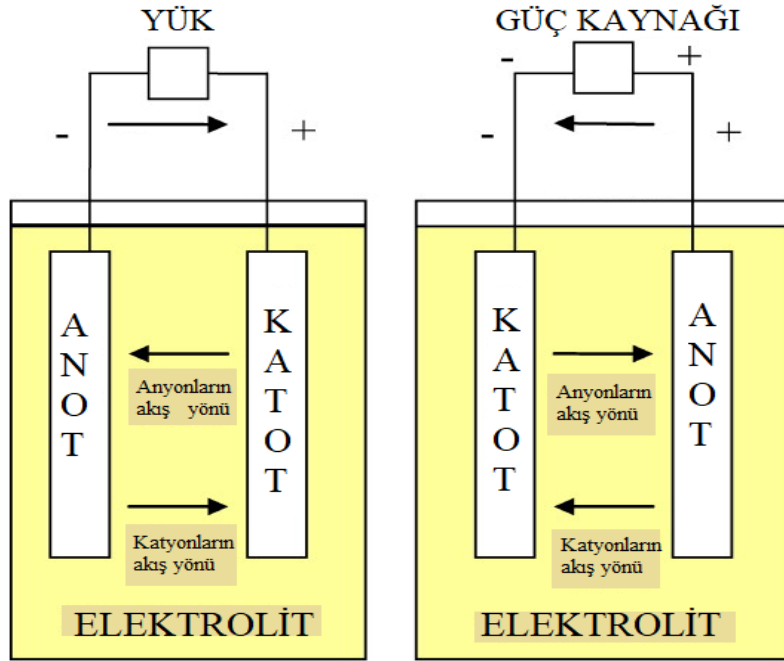 YÜK
-
+
ANOT
KATOT
Anyonların
akış yönü
Katyonların
akış yönü
ELEKTROLİT
GÜÇ KAYNAĞI
-
+
-
+
KATOT
ANOT
Anyonların
akış yönü
Katyonların
akış yönü
ELEKTROLİT